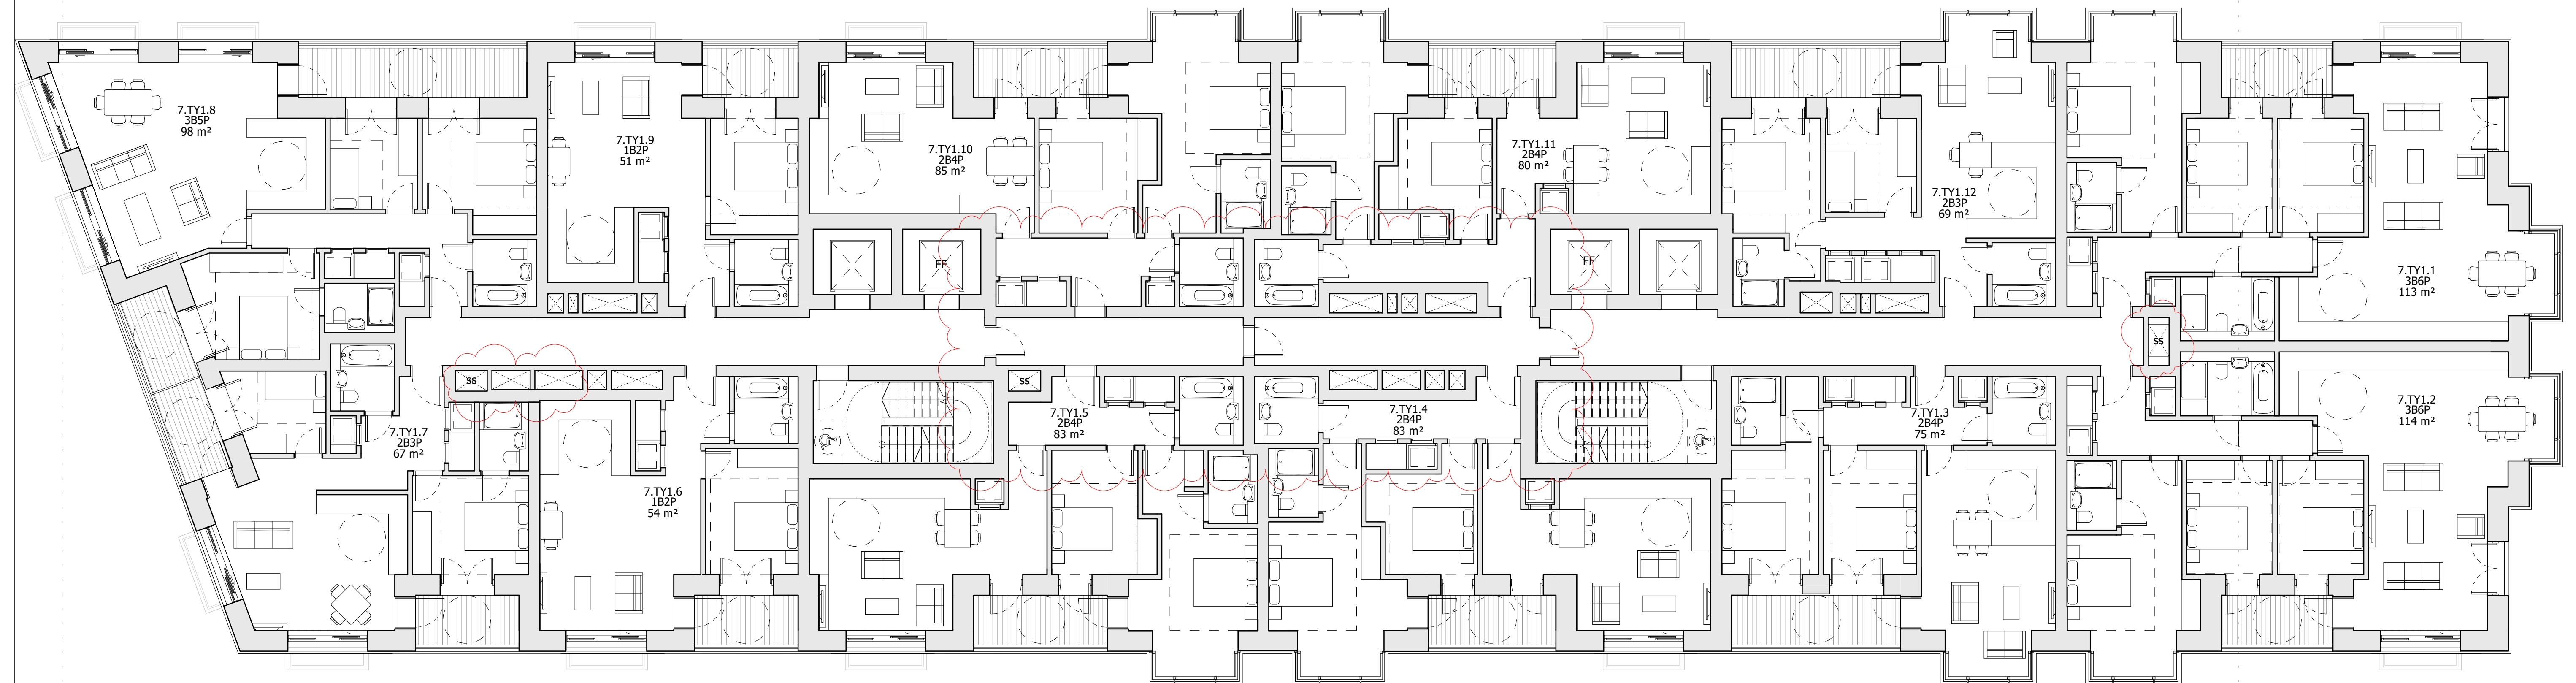 7.TY1.8
3B5P
98 m²
7.TY1.9
1B2P
51 m²
7.TY1.10
2B4P
85 m²
7.TY1.11
2B4P
80 m²
7.TY1.12
2B3P
69 m²
7.TY1.1
3B6P
113 m²
FF
FF
SS
SS
SS
7.TY1.7
2B3P
67 m²
7.TY1.6
1B2P
54 m²
7.TY1.5
2B4P
83 m²
7.TY1.4
2B4P
83 m²
7.TY1.3
2B4P
75 m²
7.TY1.2
3B6P
114 m²